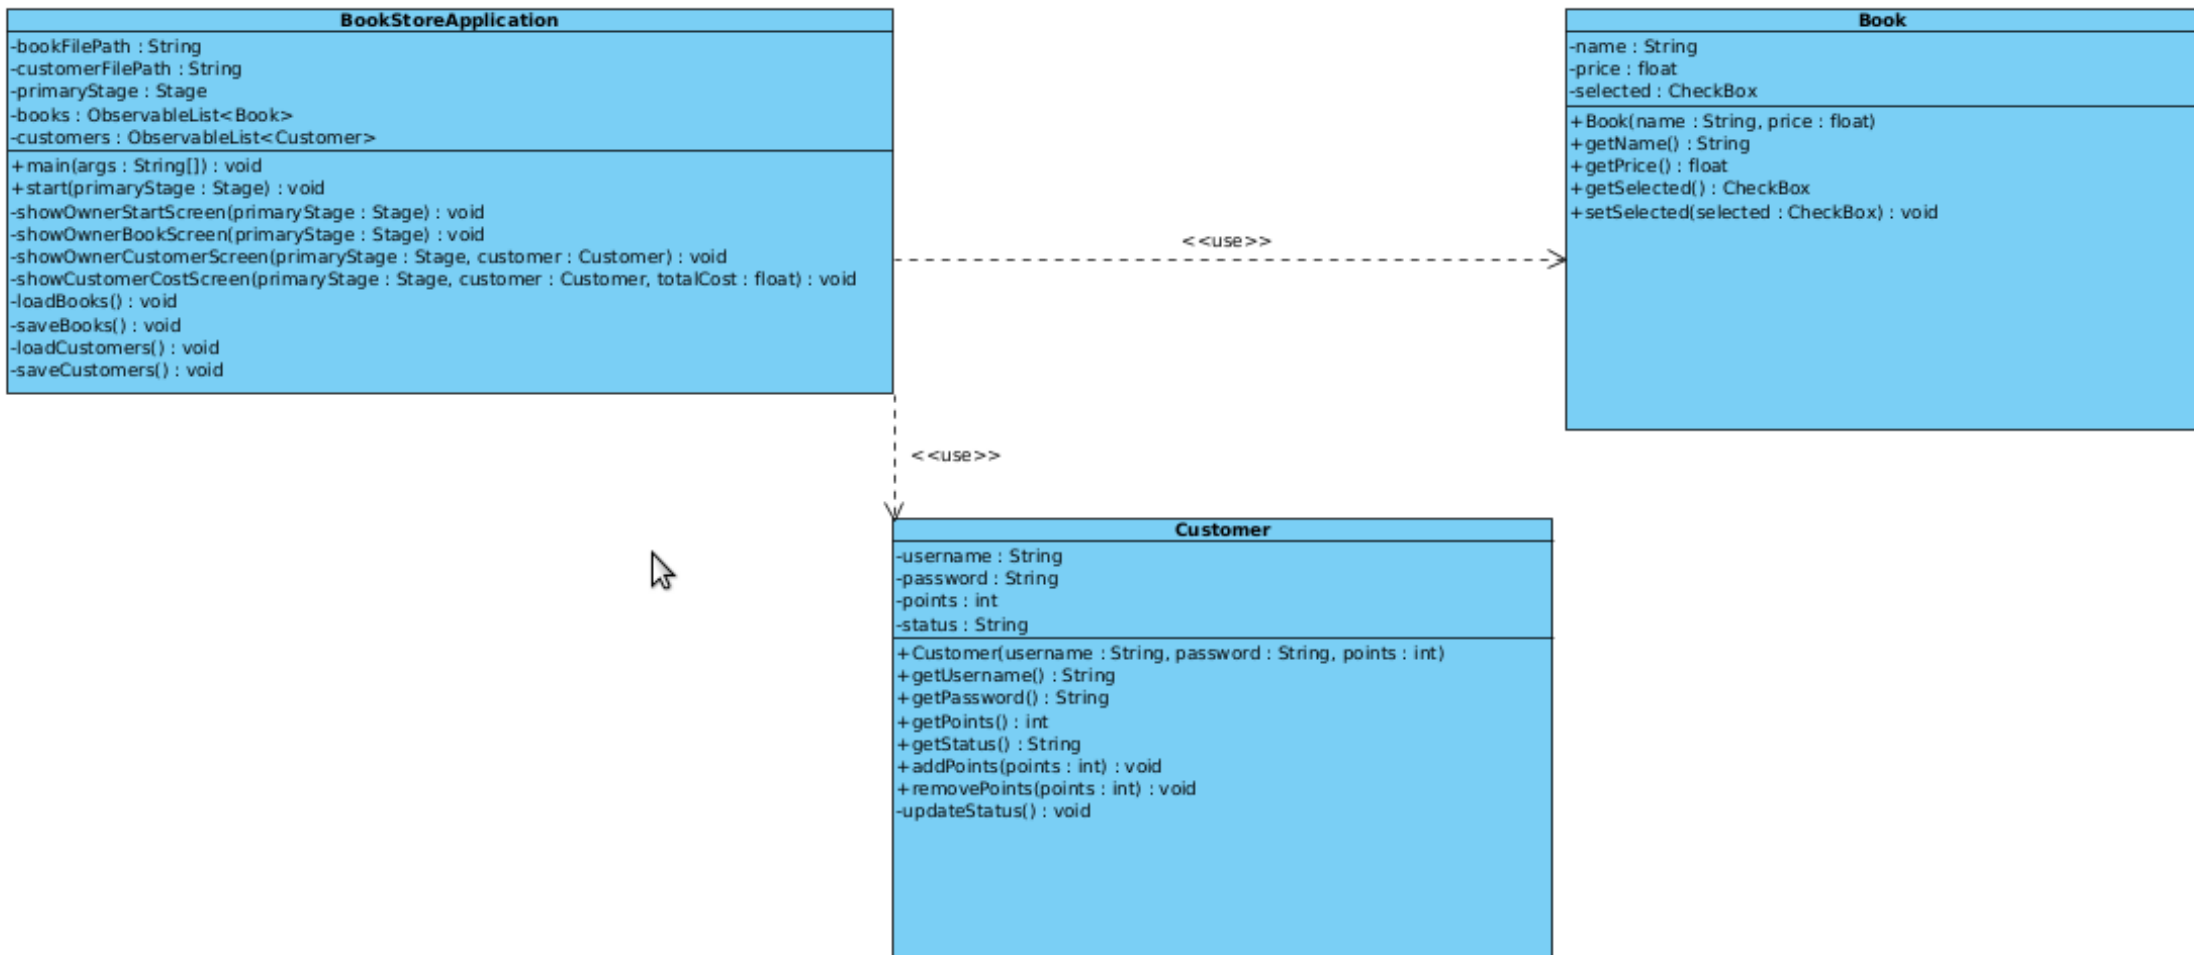 BookStoreApplication
-bookFilePath : String
-customerFilePath : String
-primaryStage : Stage
-books : ObservableList<Book>
-customers : ObservableList<Customer>
+main(args : String[]) : void
+start(primaryStage : Stage) : void
-showOwnerStartScreen(primaryStage : Stage) : void
-showOwnerBookScreen(primaryStage : Stage) : void
-showOwnerCustomerScreen(primaryStage : Stage, customer : Customer) : void
-showCustomerCostScreen(primaryStage : Stage, customer : Customer, totalCost : float) : void
-loadBooks() : void
-saveBooks() : void
-loadCustomers() : void
-saveCustomers() : void
<<use>>
Book
-name : String
-price : float
-selected : CheckBox
+Book(name : String, price : float)
+getName() : String
+getPrice() : float
+getSelected() : CheckBox
+setSelected(selected : CheckBox) : void
<<use>>
Customer
-username : String
-password : String
-points : int
-status : String
+Customer(username : String, password : String, points : int)
+getUsername() : String
+getPassword() : String
+getPoints() : int
+getStatus() : String
+addPoints(points : int) : void
+removePoints(points : int) : void
-updateStatus() : void